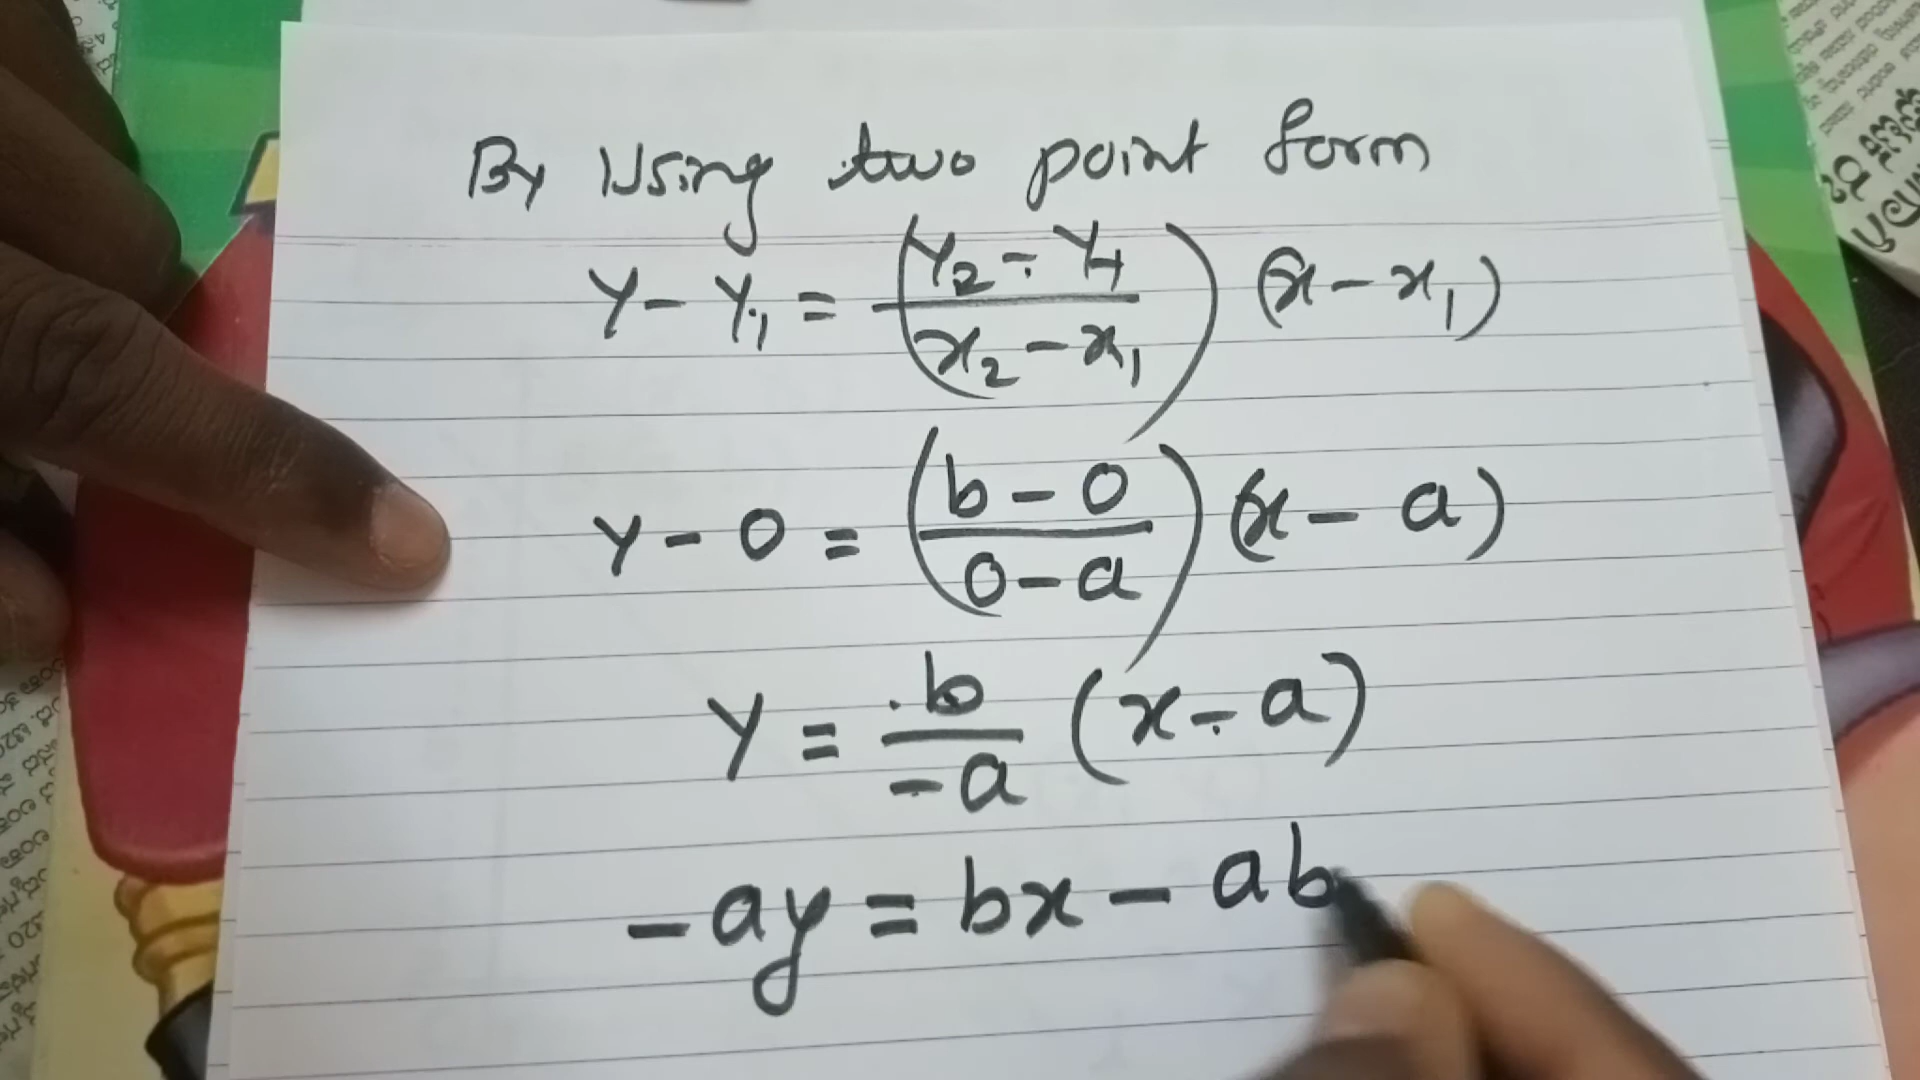 By Using two point form
y - y₁ = (y₂ - y₁ / x₂ - x₁) (x - x₁)
y - 0 = (b - 0 / 0 - a) (x - a)
y = b / -a (x - a)
-ay = bx - ab